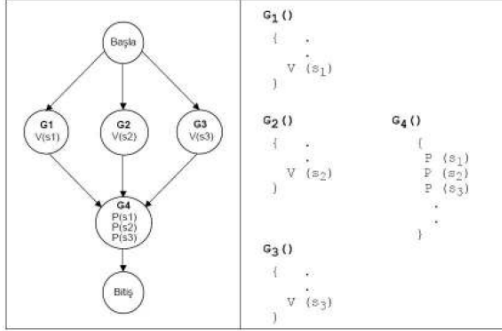 Başla
G1
V(s1)
G2
V(s2)
G3
V(s3)
G4
P(s1)
P(s2)
P(s3)
Bitiş
G1 ()
{ .
.
V (s1)
}
G2 ()
{ .
.
V (s2)
}
G4 ()
{
P (s1)
P (s2)
P (s3)
.
.
}
G3 ()
{ .
.
V (s3)
}